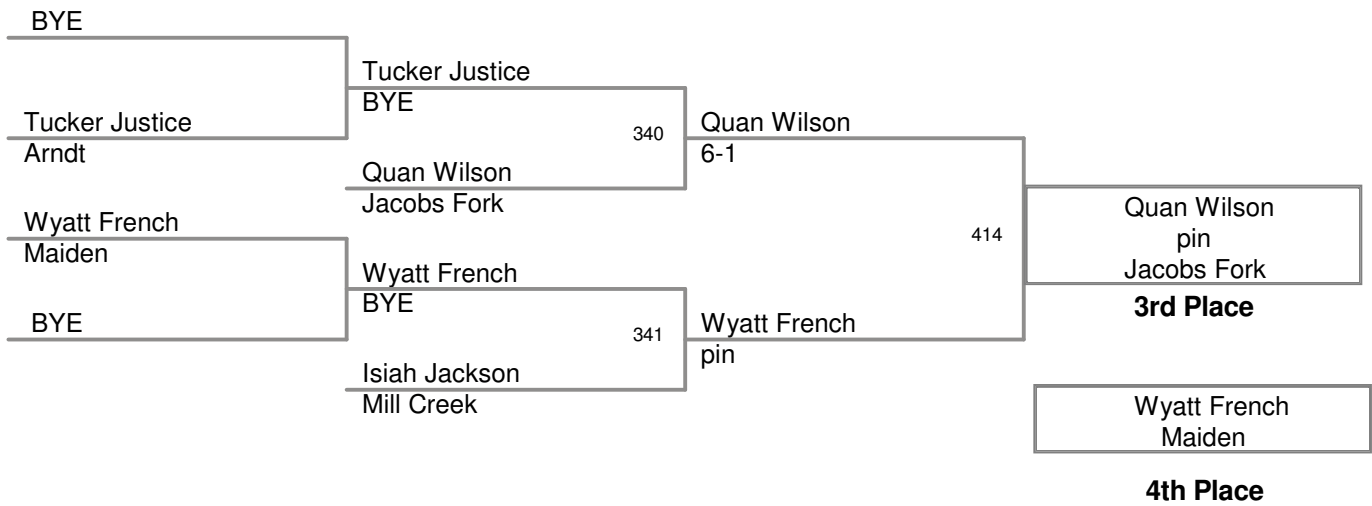 BYE
Tucker Justice
Arndt
Wyatt French
Maiden
BYE
Tucker Justice
BYE
Quan Wilson
Jacobs Fork
Wyatt French
BYE
Isiah Jackson
Mill Creek
340
341
Quan Wilson
6-1
Wyatt French
pin
414
Quan Wilson
pin
Jacobs Fork
3rd Place
Wyatt French
Maiden
4th Place